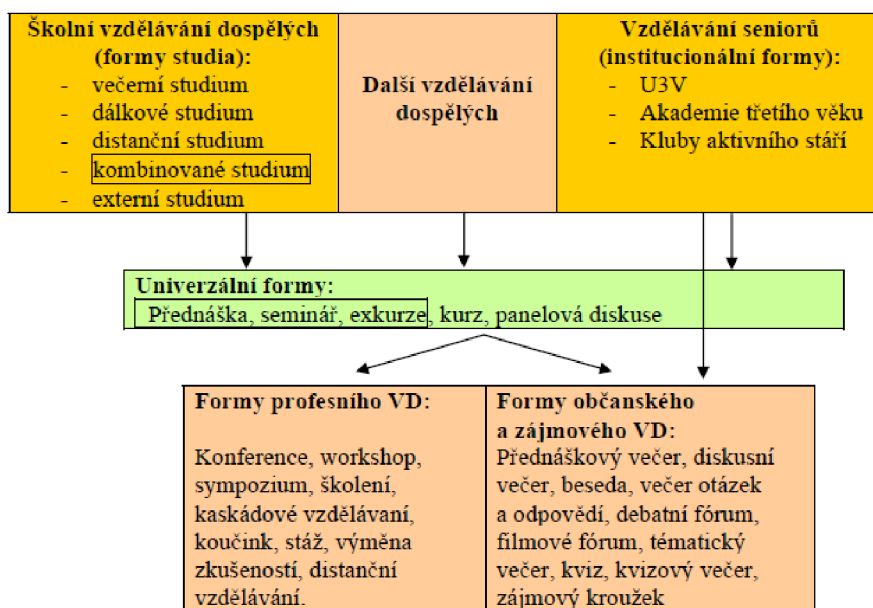 Školní vzdělávání dospělých
(formy studia):
- večerní studium
- dálkové studium
- distanční studium
- kombinované studium
- externí studium
Další vzdělávání
dospělých
Vzdělávání seniorů
(institucionální formy):
- U3V
- Akademie třetího věku
- Kluby aktivního stáří
Univerzální formy:
Přednáška, seminář, exkurze, kurz, panelová diskuse
Formy profesního VD:
Konference, workshop,
sympozium, školení,
kaskádové vzdělávaní,
koučink, stáž, výměna
zkušeností, distanční
vzdělávání.
Formy občanského
a zájmového VD:
Přednáškový večer, diskusní
večer, beseda, večer otázek
a odpovědí, debatní fórum,
filmové fórum, tématický
večer, kviz, kvizový večer,
zájmový kroužek